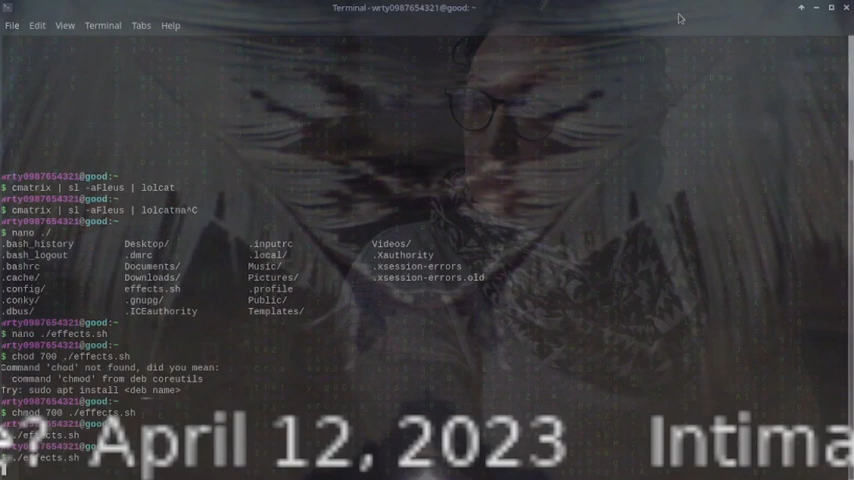 Terminal - wrty0987654321@good: ~
File Edit View Terminal Tabs Help
wrty0987654321@good:~
$ cmatrix | sl -aFleus | lolcat
wrty0987654321@good:~
$ cmatrix | sl -aFleus | lolcatna^C
wrty0987654321@good:~
$ nano ./
.bash_history Desktop/ .inputrc Videos/
.bash_logout .dmrc .local/ .Xauthority
.bashrc Documents/ Music/ .xsession-errors
.cache/ Downloads/ Pictures/ .xsession-errors.old
.config/ effects.sh .profile
.conky/ .gnupg/ Public/
.dbus/ .ICEauthority Templates/
wrty0987654321@good:~
$ nano ./effects.sh
wrty0987654321@good:~
$ chod 700 ./effects.sh
Command 'chod' not found, did you mean:
command 'chmod' from deb coreutils
Try: sudo apt install <deb name>
wrty0987654321@good:~
$ chmod 700 ./effects.sh
wrty0987654321@good:~
$ ./effects.sh
wrty0987654321@good:~
$ ./effects.sh
? April 12, 2023 Intima